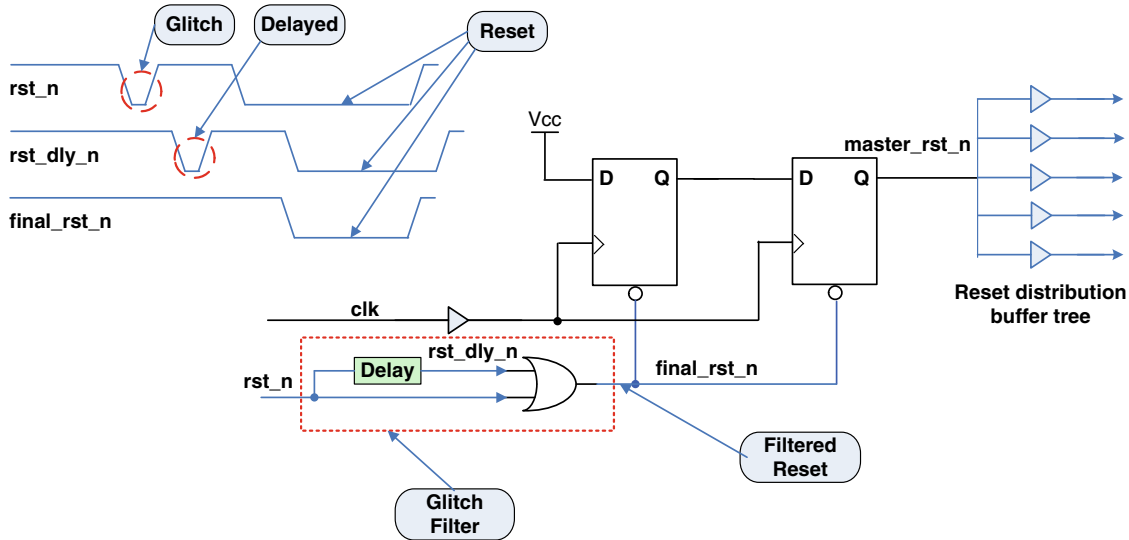 Glitch
Delayed
Reset
rst_n
rst_dly_n
final_rst_n
Vcc
D Q
D Q
master_rst_n
Reset distribution
buffer tree
clk
rst_dly_n
Delay
rst_n
final_rst_n
Filtered
Reset
Glitch
Filter